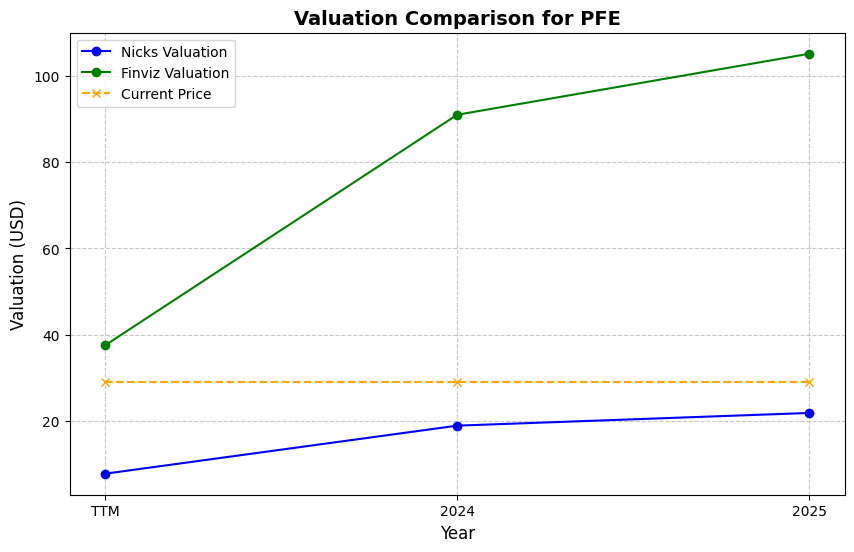 Valuation Comparison for PFE
Nicks Valuation
Finviz Valuation
Current Price
Valuation (USD)
100
80
60
40
20
TTM 2024 2025
Year